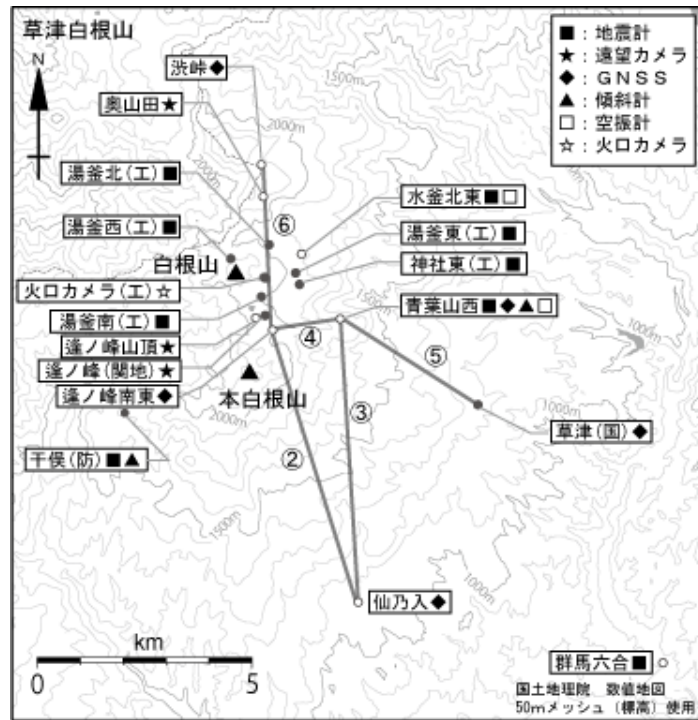 草津白根山
N
■：地震計
★：遠望カメラ
◆：ＧＮＳＳ
▲：傾斜計
□：空振計
☆：火口カメラ
渋峠◆
奥山田★
湯釜北(工)■
湯釜西(工)■
白根山
火口カメラ(工)☆
湯釜南(工)■
逢ノ峰山頂★
逢ノ峰(関地)★
逢ノ峰南東◆
本白根山
干俣(防)■▲
水釜北東■□
湯釜東(工)■
神社東(工)■
青葉山西■◆▲□
草津(国)◆
仙乃入◆
群馬六合■
⑥
④
⑤
③
②
1500m
2000m
2000m
1500m
1000m
2000m
1000m
1500m
1000m
km
0 5
国土地理院 数値地図
50mメッシュ（標高）使用